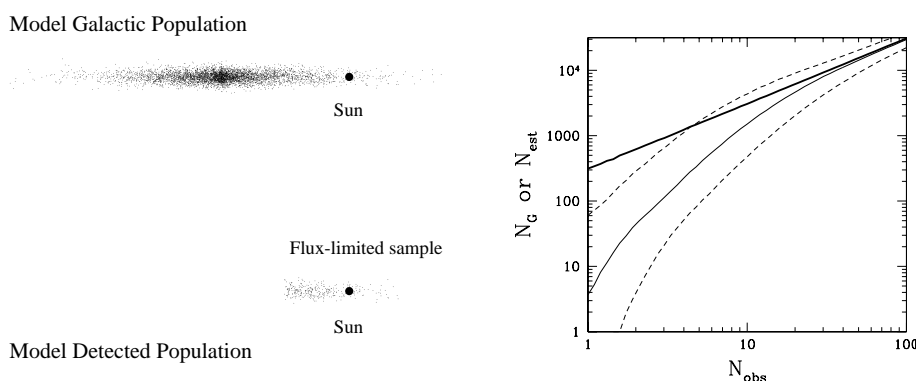 Model Galactic Population
Sun
Flux-limited sample
Sun
Model Detected Population
N_G or N_est
10⁴
1000
100
10
1
1
10
100
N_obs